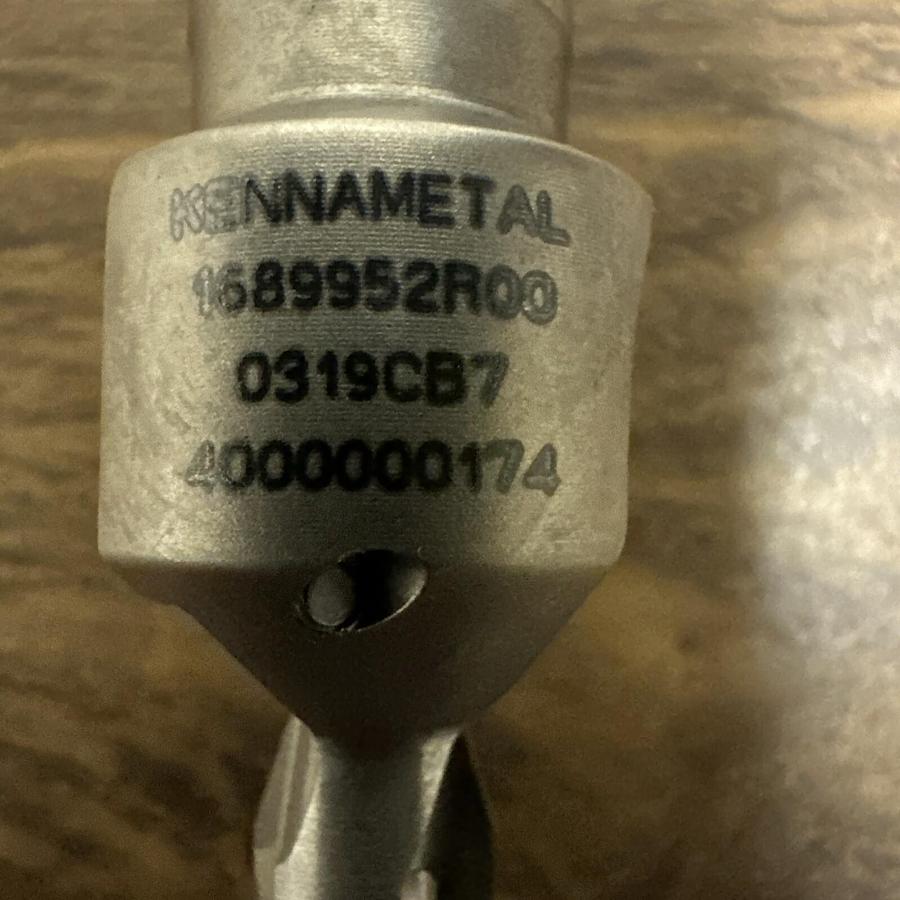 KENNAMETAL
1689952R00
0319CB7
4000000174